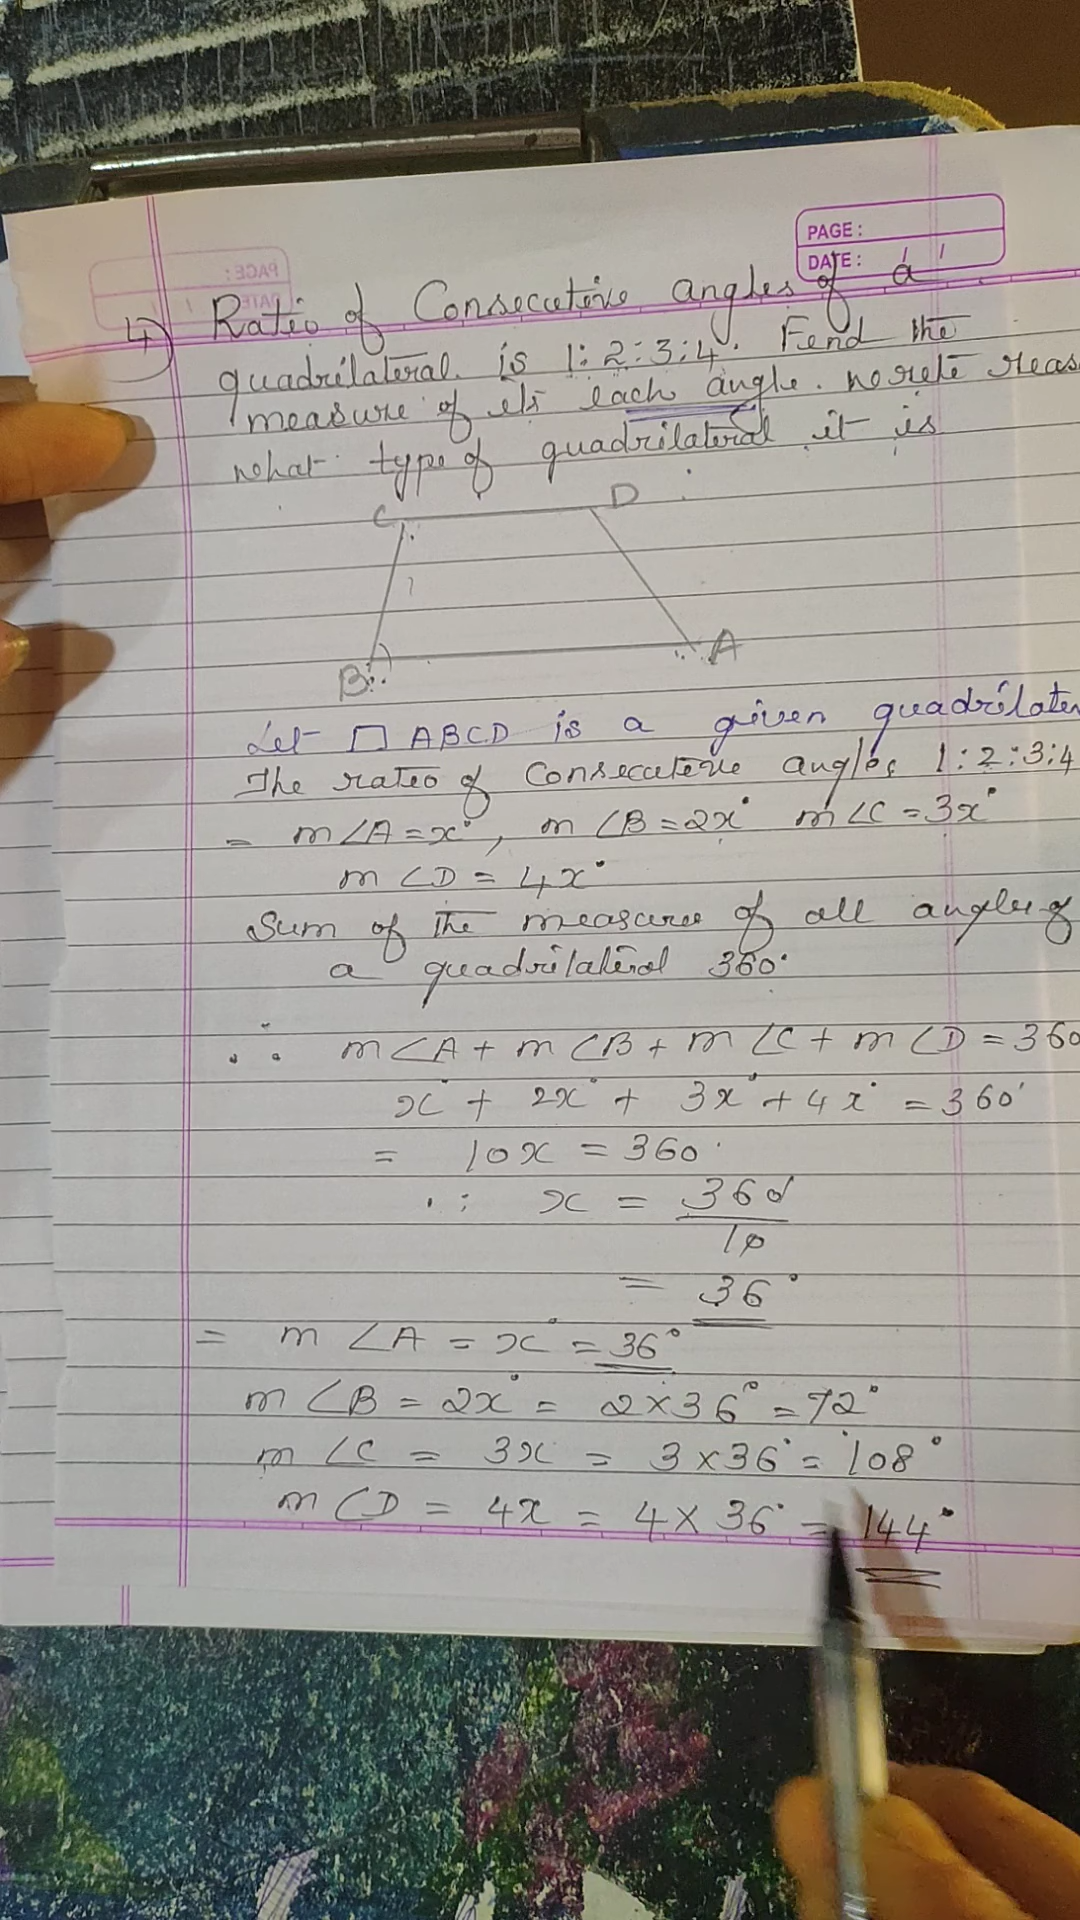 PAGE :
DATE : / /
4) Ratio of Consecutive angles of a
quadrilateral is 1:2:3:4. Find the
measure of its each angle. write reas
what type of quadrilateral it is
C D
B A
Let □ ABCD is a given quadrilater
The ratio of Consecutive angles 1:2:3:4
= m∠A = x°, m∠B = 2x° m∠C = 3x°
m∠D = 4x°
Sum of the measures of all angles of
a quadrilateral 360°
∴ m∠A + m∠B + m∠C + m∠D = 360
x° + 2x° + 3x° + 4x° = 360°
= 10x = 360°
∴ x = 360
10
= 36°
= m∠A = x° = 36°
m∠B = 2x° = 2×36° = 72°
m∠C = 3x = 3×36° = 108°
m∠D = 4x = 4×36° = 144°